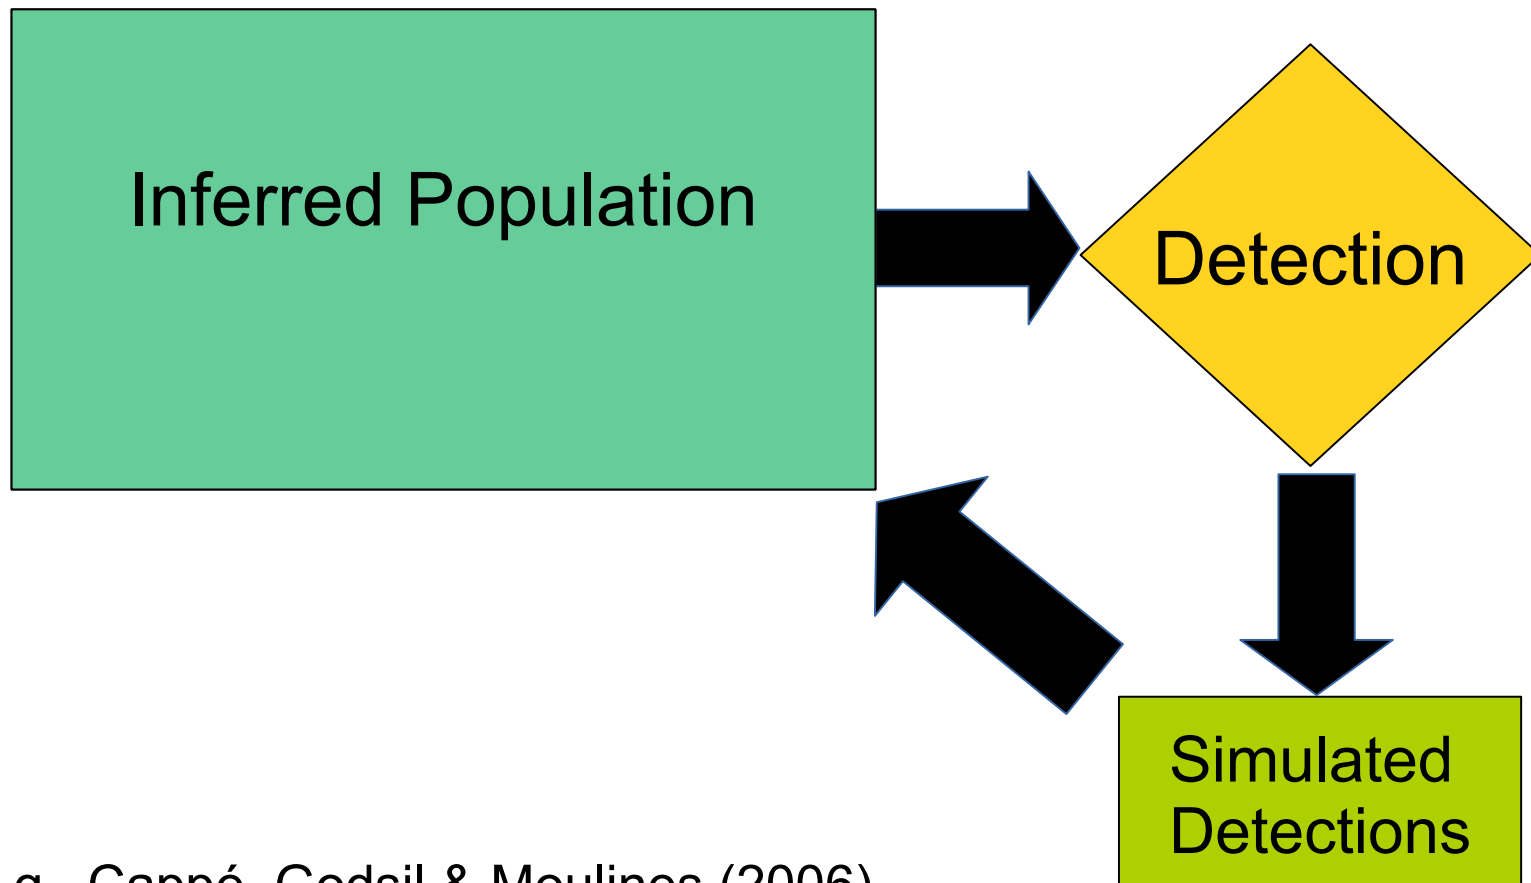 Inferred Population
Detection
Simulated
Detections
g., Cappé, Godsil & Moulines (2006)